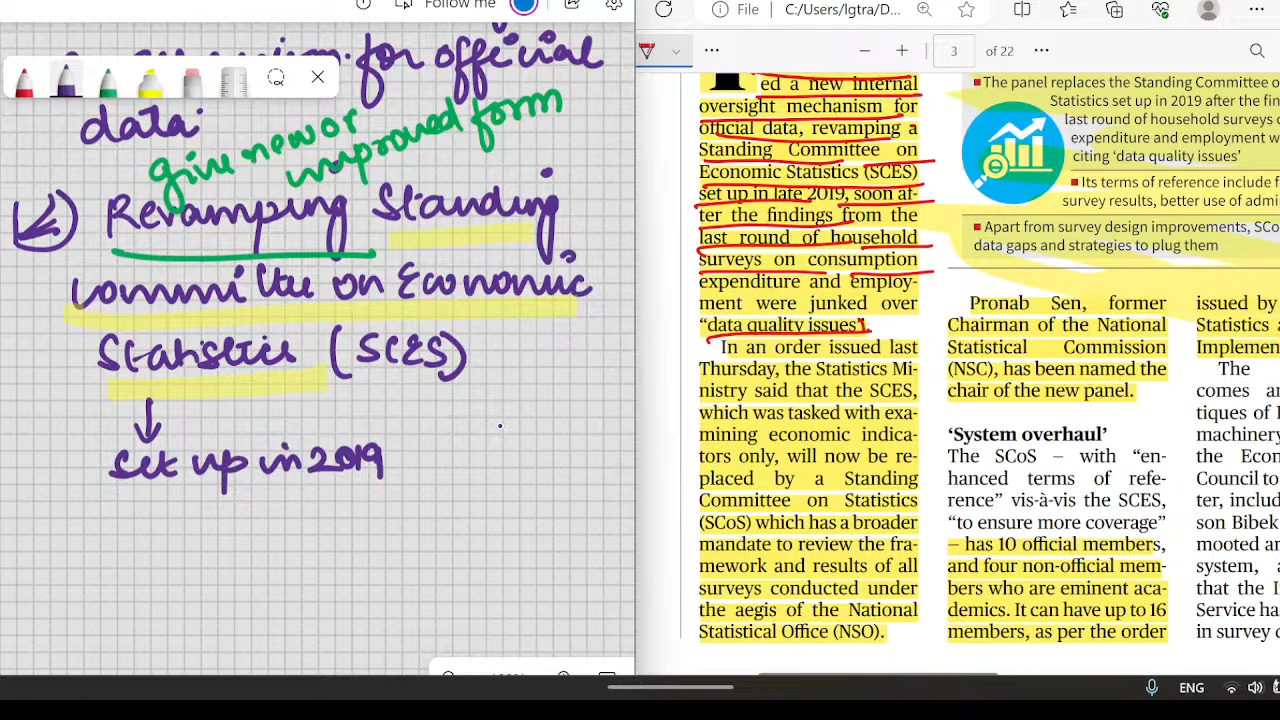 Follow me
for official
data
give new or
improved form
Revamping Standing
Committee on Economic
Statistics (SCES)
set up in 2019
File
C:/Users/lgtra/D...
3
of 22
ed a new internal
oversight mechanism for
official data, revamping a
Standing Committee on
Economic Statistics (SCES)
set up in late 2019, soon af-
ter the findings from the
last round of household
surveys on consumption
expenditure and employ-
ment were junked over
“data quality issues”.
In an order issued last
Thursday, the Statistics Mi-
nistry said that the SCES,
which was tasked with exa-
mining economic indica-
tors only, will now be re-
placed by a Standing
Committee on Statistics
(SCoS) which has a broader
mandate to review the fra-
mework and results of all
surveys conducted under
the aegis of the National
Statistical Office (NSO).
The panel replaces the Standing Committee o
Statistics set up in 2019 after the fin
last round of household surveys o
expenditure and employment w
citing ‘data quality issues’
Its terms of reference include f
survey results, better use of admi
Apart from survey design improvements, SCo
data gaps and strategies to plug them
Pronab Sen, former
Chairman of the National
Statistical Commission
(NSC), has been named the
chair of the new panel.
‘System overhaul’
The SCoS – with “en-
hanced terms of refe-
rence” vis-à-vis the SCES,
“to ensure more coverage”
– has 10 official members,
and four non-official mem-
bers who are eminent aca-
demics. It can have up to 16
members, as per the order
issued by
Statistics a
Implemen
The
comes a
tiques of I
machinery
the Econ
Council to
ter, includ
son Bibek
mooted an
system, a
that the I
Service ha
in survey d
ENG